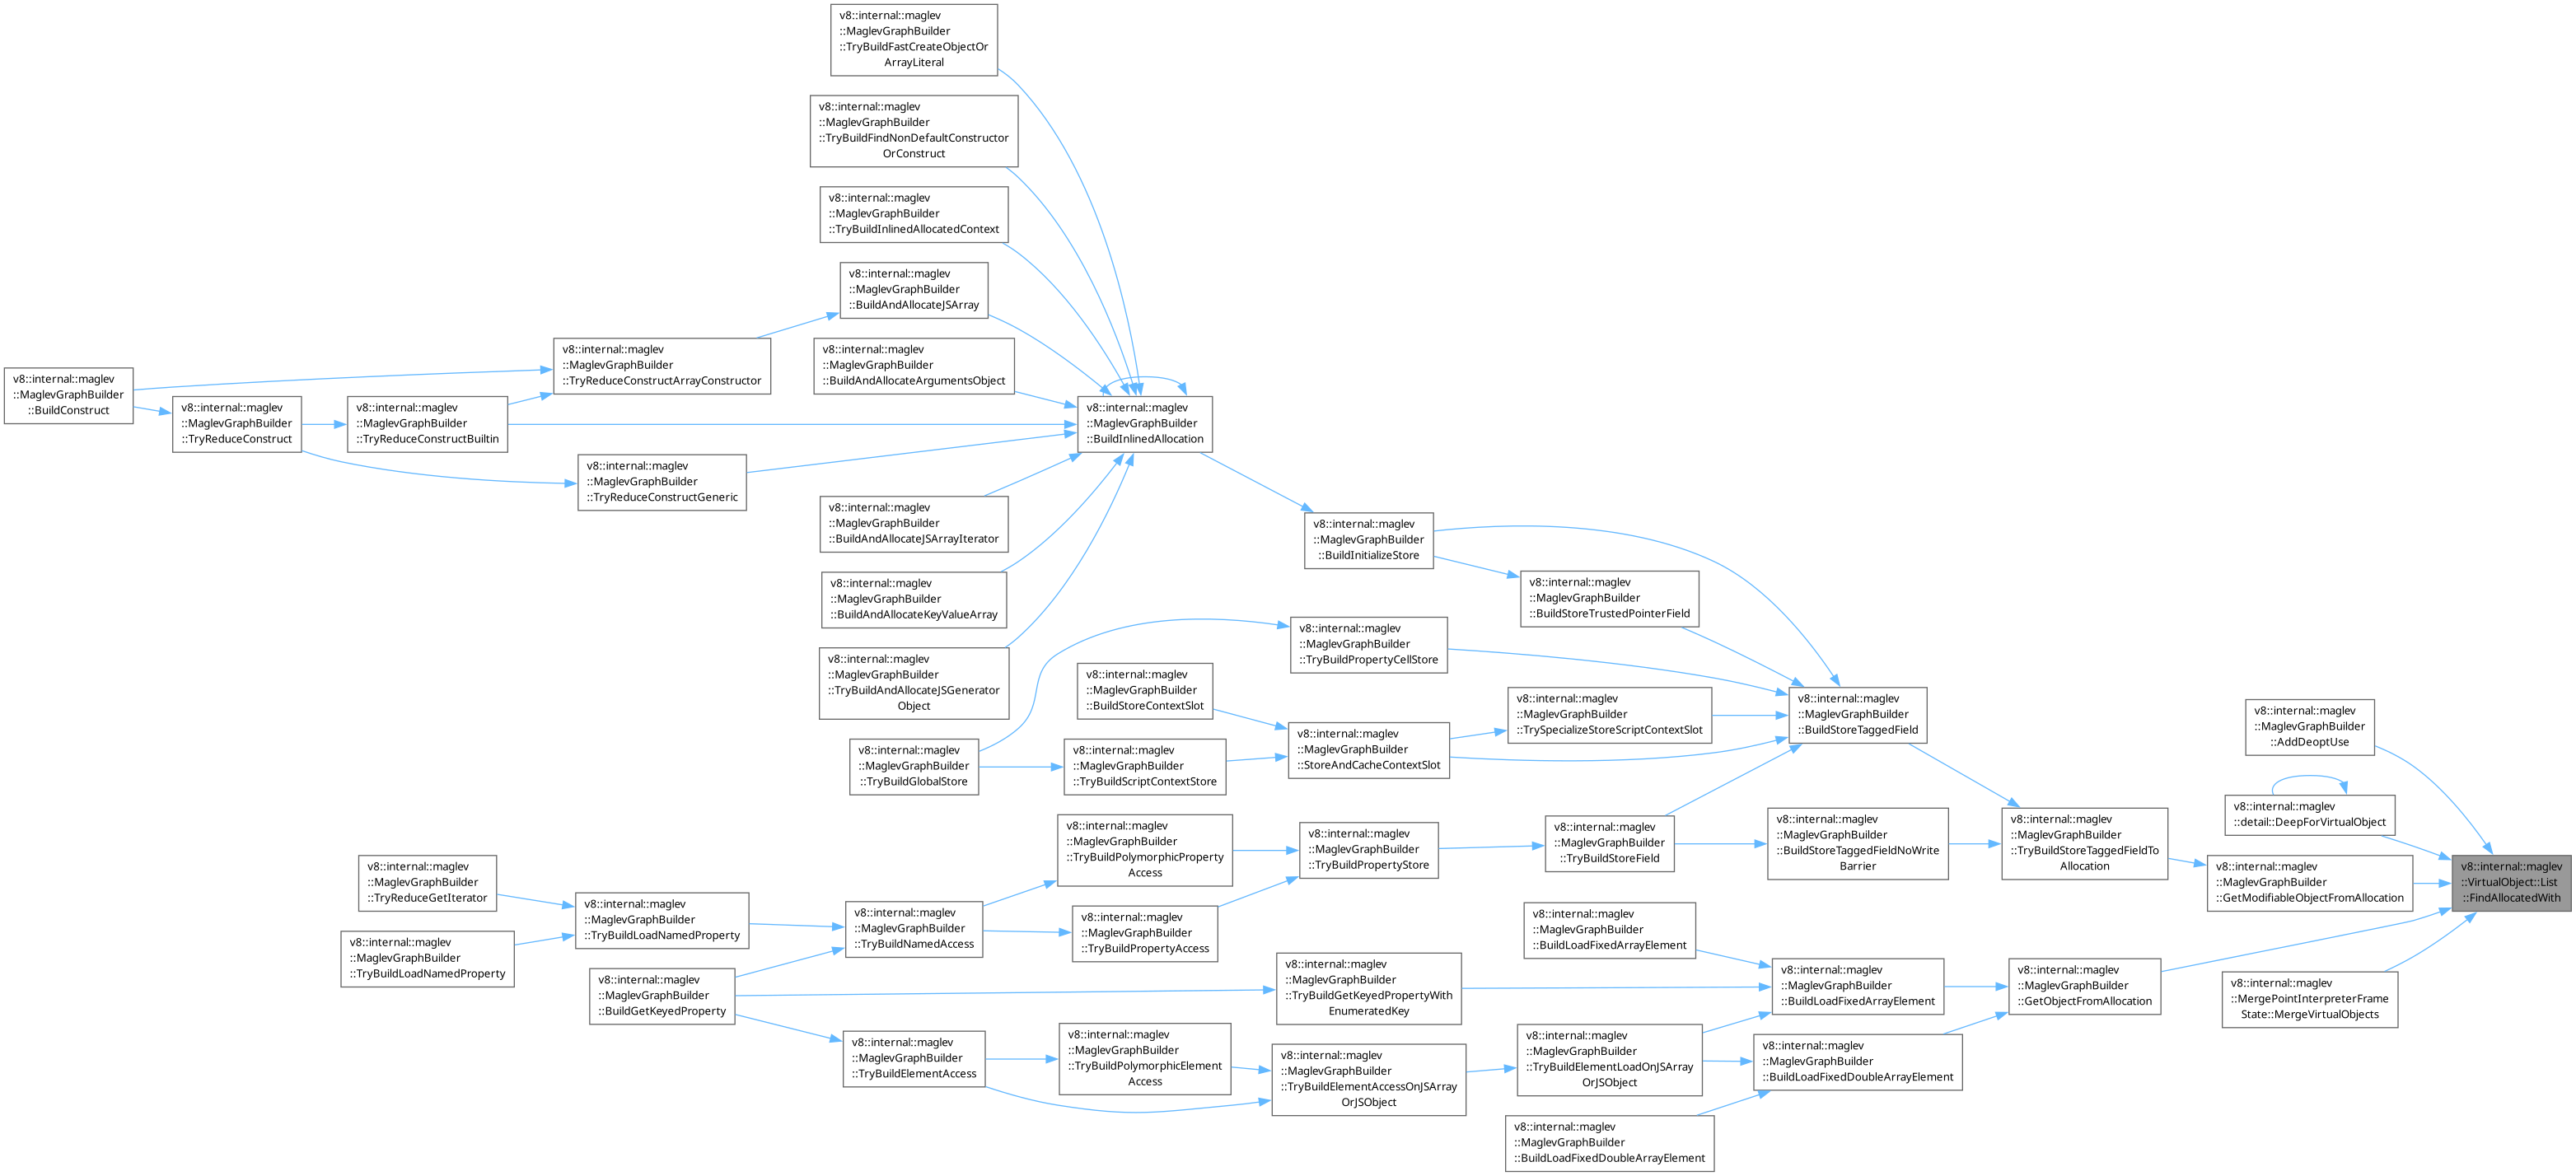 v8::internal::maglev
::MaglevGraphBuilder
::TryBuildFastCreateObjectOr
ArrayLiteral
v8::internal::maglev
::MaglevGraphBuilder
::TryBuildFindNonDefaultConstructor
OrConstruct
v8::internal::maglev
::MaglevGraphBuilder
::TryBuildInlinedAllocatedContext
v8::internal::maglev
::MaglevGraphBuilder
::BuildAndAllocateJSArray
v8::internal::maglev
::MaglevGraphBuilder
::BuildAndAllocateArgumentsObject
v8::internal::maglev
::MaglevGraphBuilder
::TryReduceConstructArrayConstructor
v8::internal::maglev
::MaglevGraphBuilder
::BuildConstruct
v8::internal::maglev
::MaglevGraphBuilder
::TryReduceConstruct
v8::internal::maglev
::MaglevGraphBuilder
::TryReduceConstructBuiltin
v8::internal::maglev
::MaglevGraphBuilder
::BuildInlinedAllocation
v8::internal::maglev
::MaglevGraphBuilder
::TryReduceConstructGeneric
v8::internal::maglev
::MaglevGraphBuilder
::BuildAndAllocateJSArrayIterator
v8::internal::maglev
::MaglevGraphBuilder
::BuildInitializeStore
v8::internal::maglev
::MaglevGraphBuilder
::BuildAndAllocateKeyValueArray
v8::internal::maglev
::MaglevGraphBuilder
::BuildStoreTrustedPointerField
v8::internal::maglev
::MaglevGraphBuilder
::TryBuildPropertyCellStore
v8::internal::maglev
::MaglevGraphBuilder
::TryBuildAndAllocateJSGenerator
Object
v8::internal::maglev
::MaglevGraphBuilder
::BuildStoreContextSlot
v8::internal::maglev
::MaglevGraphBuilder
::TrySpecializeStoreScriptContextSlot
v8::internal::maglev
::MaglevGraphBuilder
::BuildStoreTaggedField
v8::internal::maglev
::MaglevGraphBuilder
::AddDeoptUse
v8::internal::maglev
::MaglevGraphBuilder
::StoreAndCacheContextSlot
v8::internal::maglev
::MaglevGraphBuilder
::TryBuildGlobalStore
v8::internal::maglev
::MaglevGraphBuilder
::TryBuildScriptContextStore
v8::internal::maglev
::detail::DeepForVirtualObject
v8::internal::maglev
::MaglevGraphBuilder
::TryBuildPolymorphicProperty
Access
v8::internal::maglev
::MaglevGraphBuilder
::TryBuildPropertyStore
v8::internal::maglev
::MaglevGraphBuilder
::TryBuildStoreField
v8::internal::maglev
::MaglevGraphBuilder
::BuildStoreTaggedFieldNoWrite
Barrier
v8::internal::maglev
::MaglevGraphBuilder
::TryBuildStoreTaggedFieldTo
Allocation
v8::internal::maglev
::MaglevGraphBuilder
::GetModifiableObjectFromAllocation
v8::internal::maglev
::VirtualObject::List
::FindAllocatedWith
v8::internal::maglev
::MaglevGraphBuilder
::TryReduceGetIterator
v8::internal::maglev
::MaglevGraphBuilder
::TryBuildLoadNamedProperty
v8::internal::maglev
::MaglevGraphBuilder
::TryBuildNamedAccess
v8::internal::maglev
::MaglevGraphBuilder
::TryBuildPropertyAccess
v8::internal::maglev
::MaglevGraphBuilder
::BuildLoadFixedArrayElement
v8::internal::maglev
::MaglevGraphBuilder
::TryBuildLoadNamedProperty
v8::internal::maglev
::MaglevGraphBuilder
::BuildGetKeyedProperty
v8::internal::maglev
::MaglevGraphBuilder
::TryBuildGetKeyedPropertyWith
EnumeratedKey
v8::internal::maglev
::MaglevGraphBuilder
::BuildLoadFixedArrayElement
v8::internal::maglev
::MaglevGraphBuilder
::GetObjectFromAllocation
v8::internal::maglev
::MergePointInterpreterFrame
State::MergeVirtualObjects
v8::internal::maglev
::MaglevGraphBuilder
::TryBuildElementAccess
v8::internal::maglev
::MaglevGraphBuilder
::TryBuildPolymorphicElement
Access
v8::internal::maglev
::MaglevGraphBuilder
::TryBuildElementAccessOnJSArray
OrJSObject
v8::internal::maglev
::MaglevGraphBuilder
::TryBuildElementLoadOnJSArray
OrJSObject
v8::internal::maglev
::MaglevGraphBuilder
::BuildLoadFixedDoubleArrayElement
v8::internal::maglev
::MaglevGraphBuilder
::BuildLoadFixedDoubleArrayElement